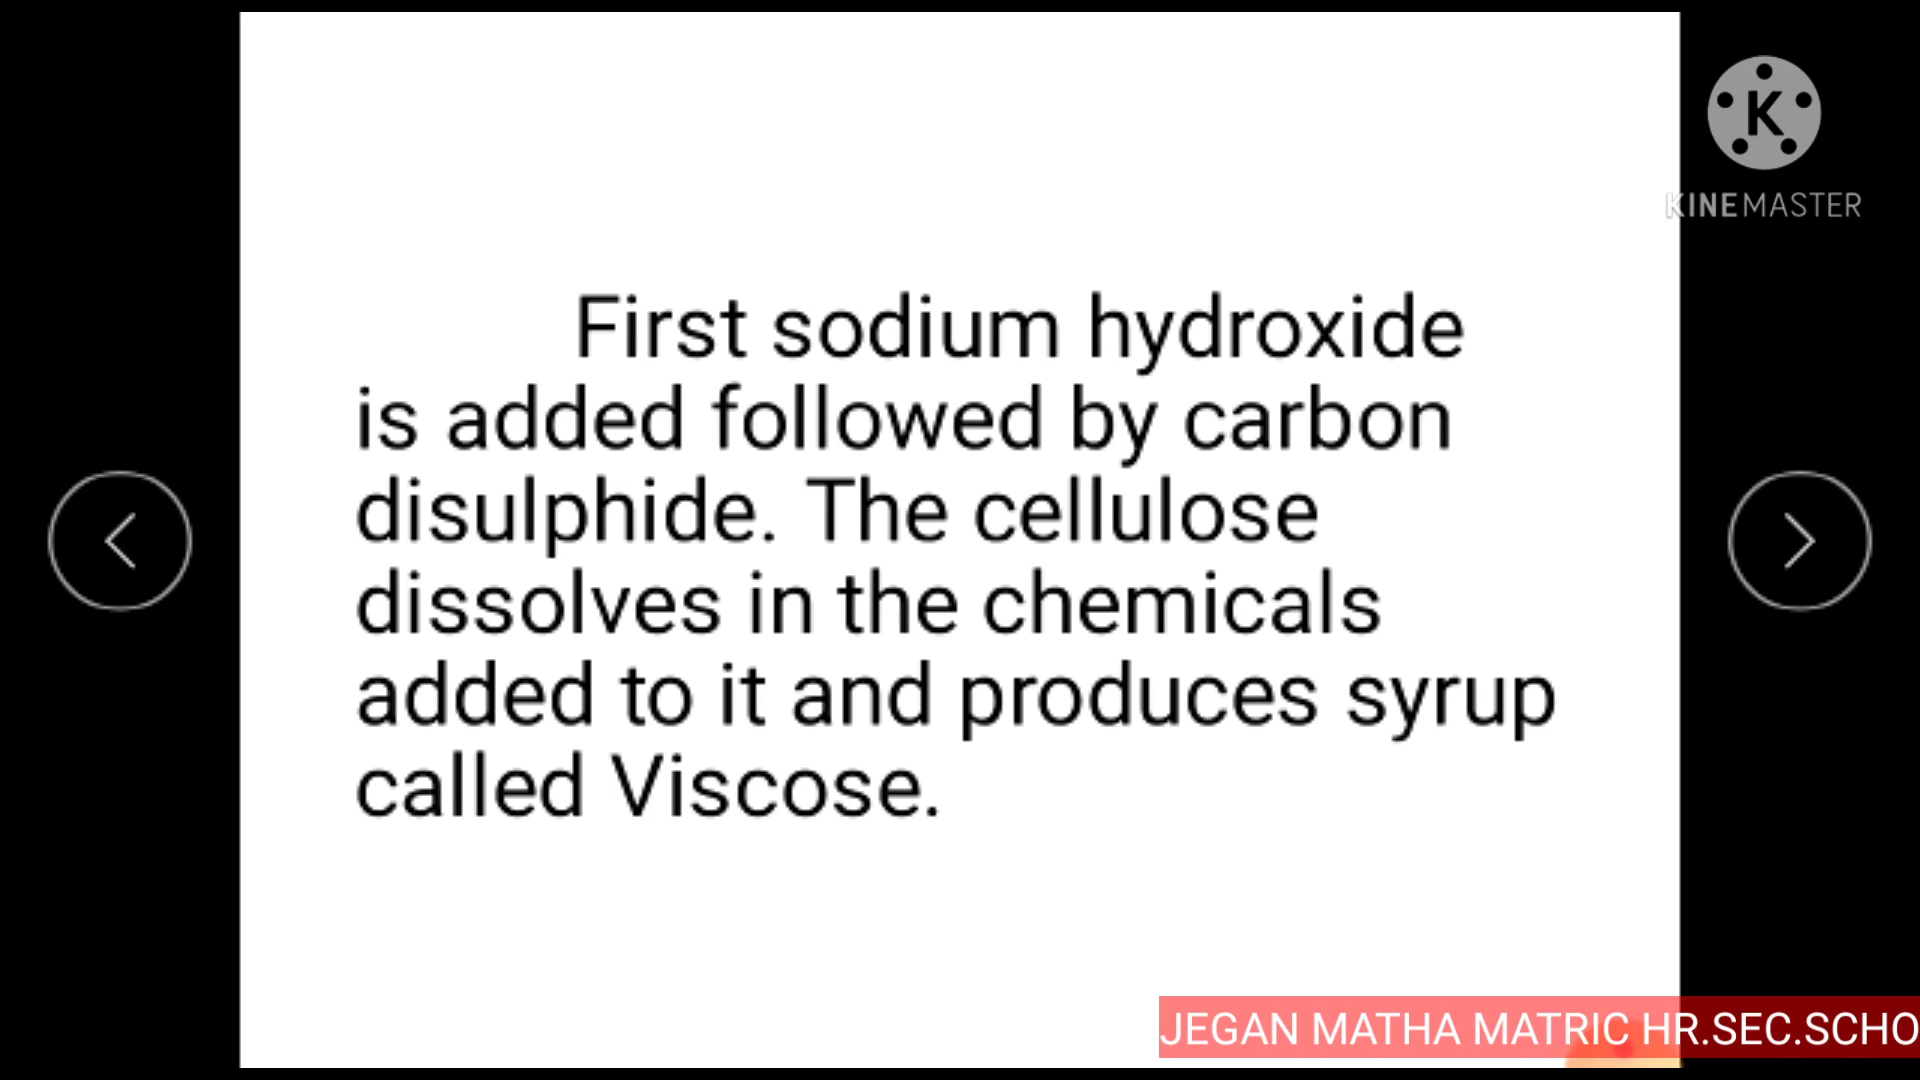 K
KINEMASTER
First sodium hydroxide
is added followed by carbon
disulphide. The cellulose
dissolves in the chemicals
added to it and produces syrup
called Viscose.
JEGAN MATHA MATRIC HR.SEC.SCHO